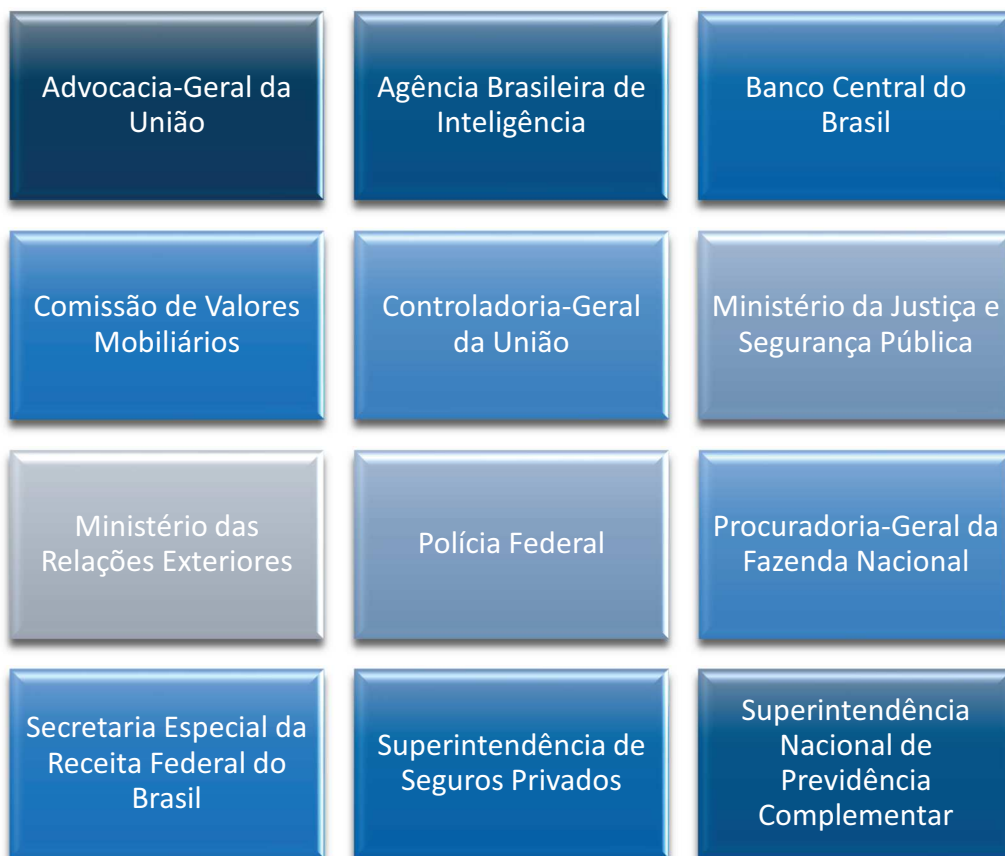 Advocacia-Geral da
União
Agência Brasileira de
Inteligência
Banco Central do
Brasil
Comissão de Valores
Mobiliários
Controladoria-Geral
da União
Ministério da Justiça e
Segurança Pública
Ministério das
Relações Exteriores
Polícia Federal
Procuradoria-Geral da
Fazenda Nacional
Secretaria Especial da
Receita Federal do
Brasil
Superintendência de
Seguros Privados
Superintendência
Nacional de
Previdência
Complementar